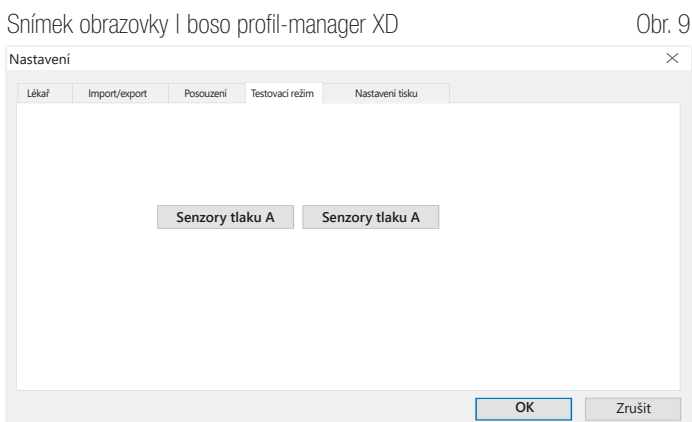 Snímek obrazovky I boso profil-manager XD Obr. 9
Nastavení
Lékař Import/export Posouzení Testovací režim Nastavení tisku
Senzory tlaku A Senzory tlaku A
OK Zrušit